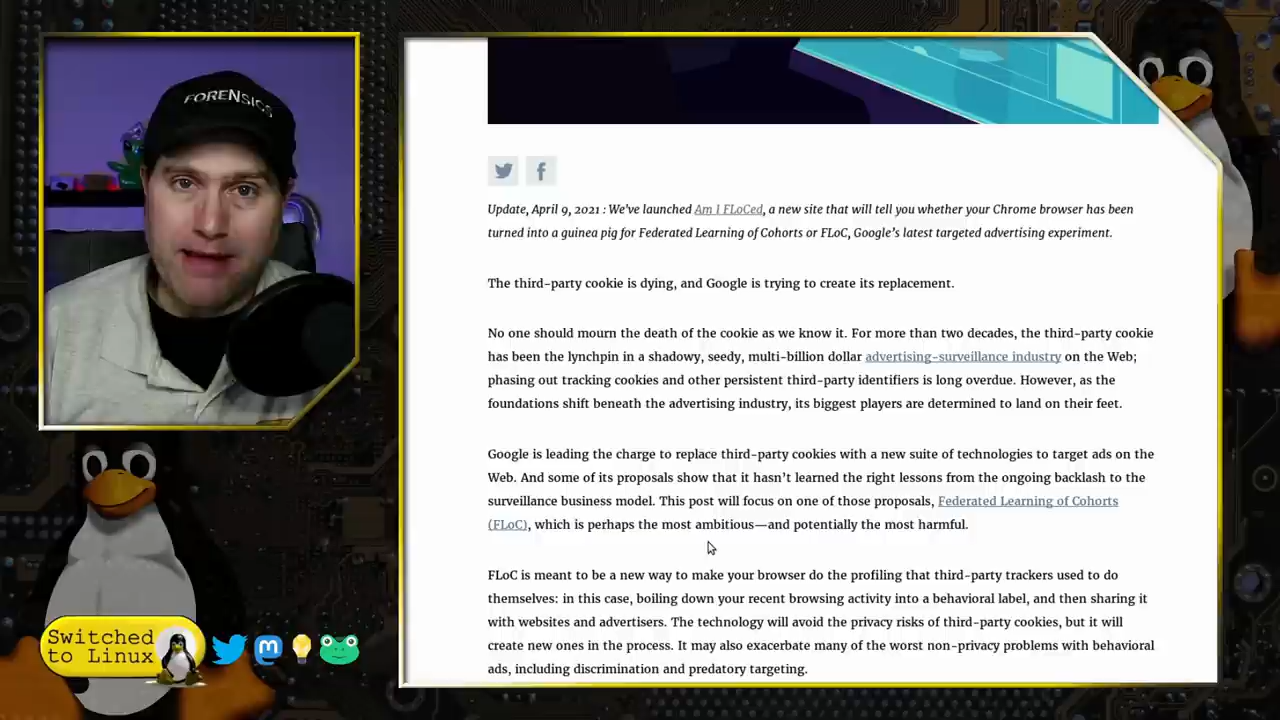 FORENSICS
Update, April 9, 2021 : We've launched Am I FLoCed, a new site that will tell you whether your Chrome browser has been
turned into a guinea pig for Federated Learning of Cohorts or FLoC, Google's latest targeted advertising experiment.
The third-party cookie is dying, and Google is trying to create its replacement.
No one should mourn the death of the cookie as we know it. For more than two decades, the third-party cookie
has been the lynchpin in a shadowy, seedy, multi-billion dollar advertising-surveillance industry on the Web;
phasing out tracking cookies and other persistent third-party identifiers is long overdue. However, as the
foundations shift beneath the advertising industry, its biggest players are determined to land on their feet.
Google is leading the charge to replace third-party cookies with a new suite of technologies to target ads on the
Web. And some of its proposals show that it hasn't learned the right lessons from the ongoing backlash to the
surveillance business model. This post will focus on one of those proposals, Federated Learning of Cohorts
(FLoC), which is perhaps the most ambitious—and potentially the most harmful.
FLoC is meant to be a new way to make your browser do the profiling that third-party trackers used to do
themselves: in this case, boiling down your recent browsing activity into a behavioral label, and then sharing it
with websites and advertisers. The technology will avoid the privacy risks of third-party cookies, but it will
create new ones in the process. It may also exacerbate many of the worst non-privacy problems with behavioral
ads, including discrimination and predatory targeting.
Switched
to Linux